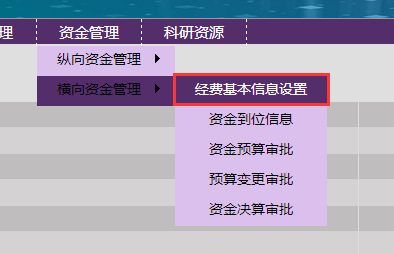 理 资金管理 科研资源
纵向资金管理
横向资金管理 经费基本信息设置
资金到位信息
资金预算审批
预算变更审批
资金决算审批